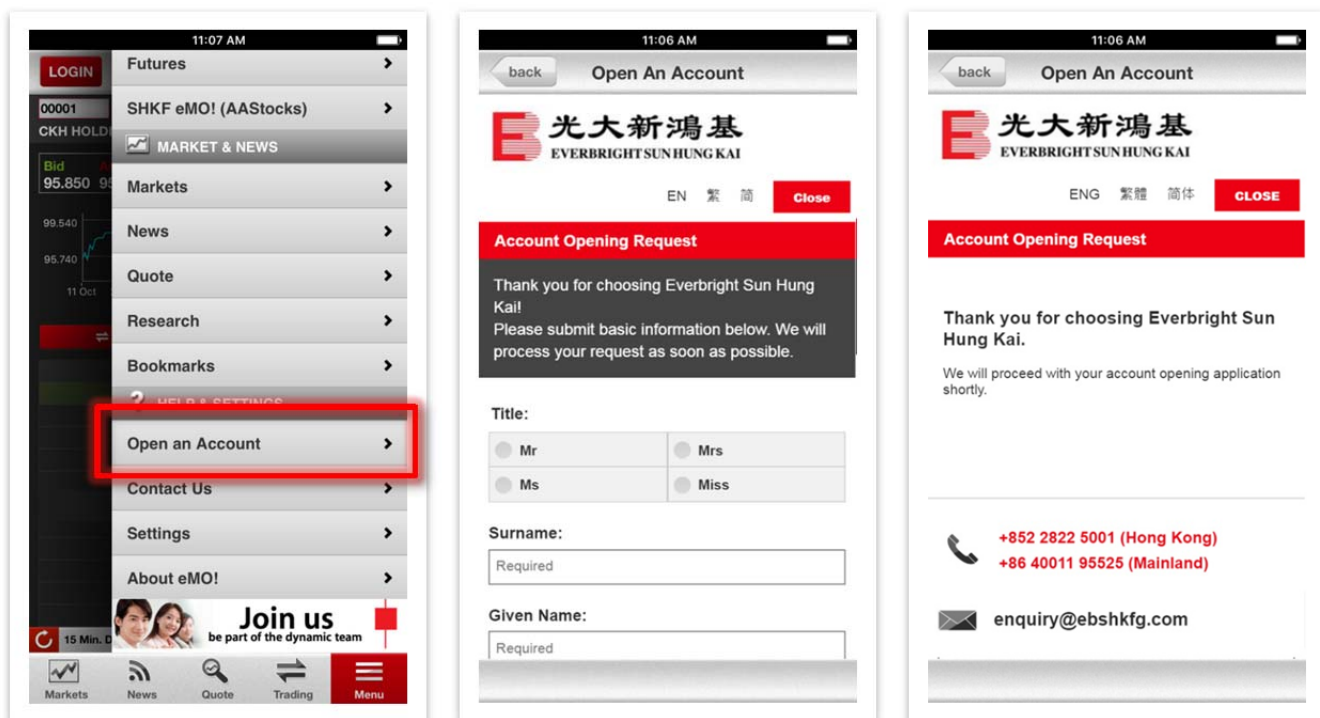 11:07 AM
LOGIN
Futures
00001
SHKF eMO! (AAStocks)
CKH HOLD
MARKET & NEWS
Bid
95.850 95
Markets
99.540
News
95.740
Quote
11 Oct
Research
Bookmarks
? HELP & SETTINGS
Open an Account
Contact Us
Settings
About eMO!
Join us
be part of the dynamic team
15 Min. D
Markets News Quote Trading Menu
11:06 AM
back Open An Account
光大新鴻基
EVERBRIGHT SUN HUNG KAI
EN 繁 简 Close
Account Opening Request
Thank you for choosing Everbright Sun Hung
Kai!
Please submit basic information below. We will
process your request as soon as possible.
Title:
Mr Mrs
Ms Miss
Surname:
Required
Given Name:
Required
11:06 AM
back Open An Account
光大新鴻基
EVERBRIGHT SUN HUNG KAI
ENG 繁體 简体 CLOSE
Account Opening Request
Thank you for choosing Everbright Sun
Hung Kai.
We will proceed with your account opening application
shortly.
+852 2822 5001 (Hong Kong)
+86 40011 95525 (Mainland)
enquiry@ebshkfg.com